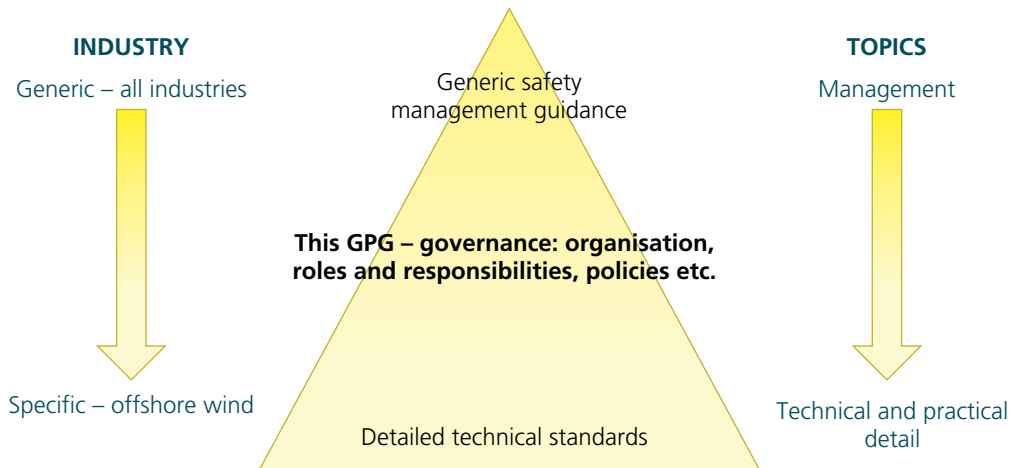 INDUSTRY
Generic – all industries
Specific – offshore wind
Generic safety
management guidance
This GPG – governance: organisation,
roles and responsibilities, policies etc.
Detailed technical standards
TOPICS
Management
Technical and practical
detail